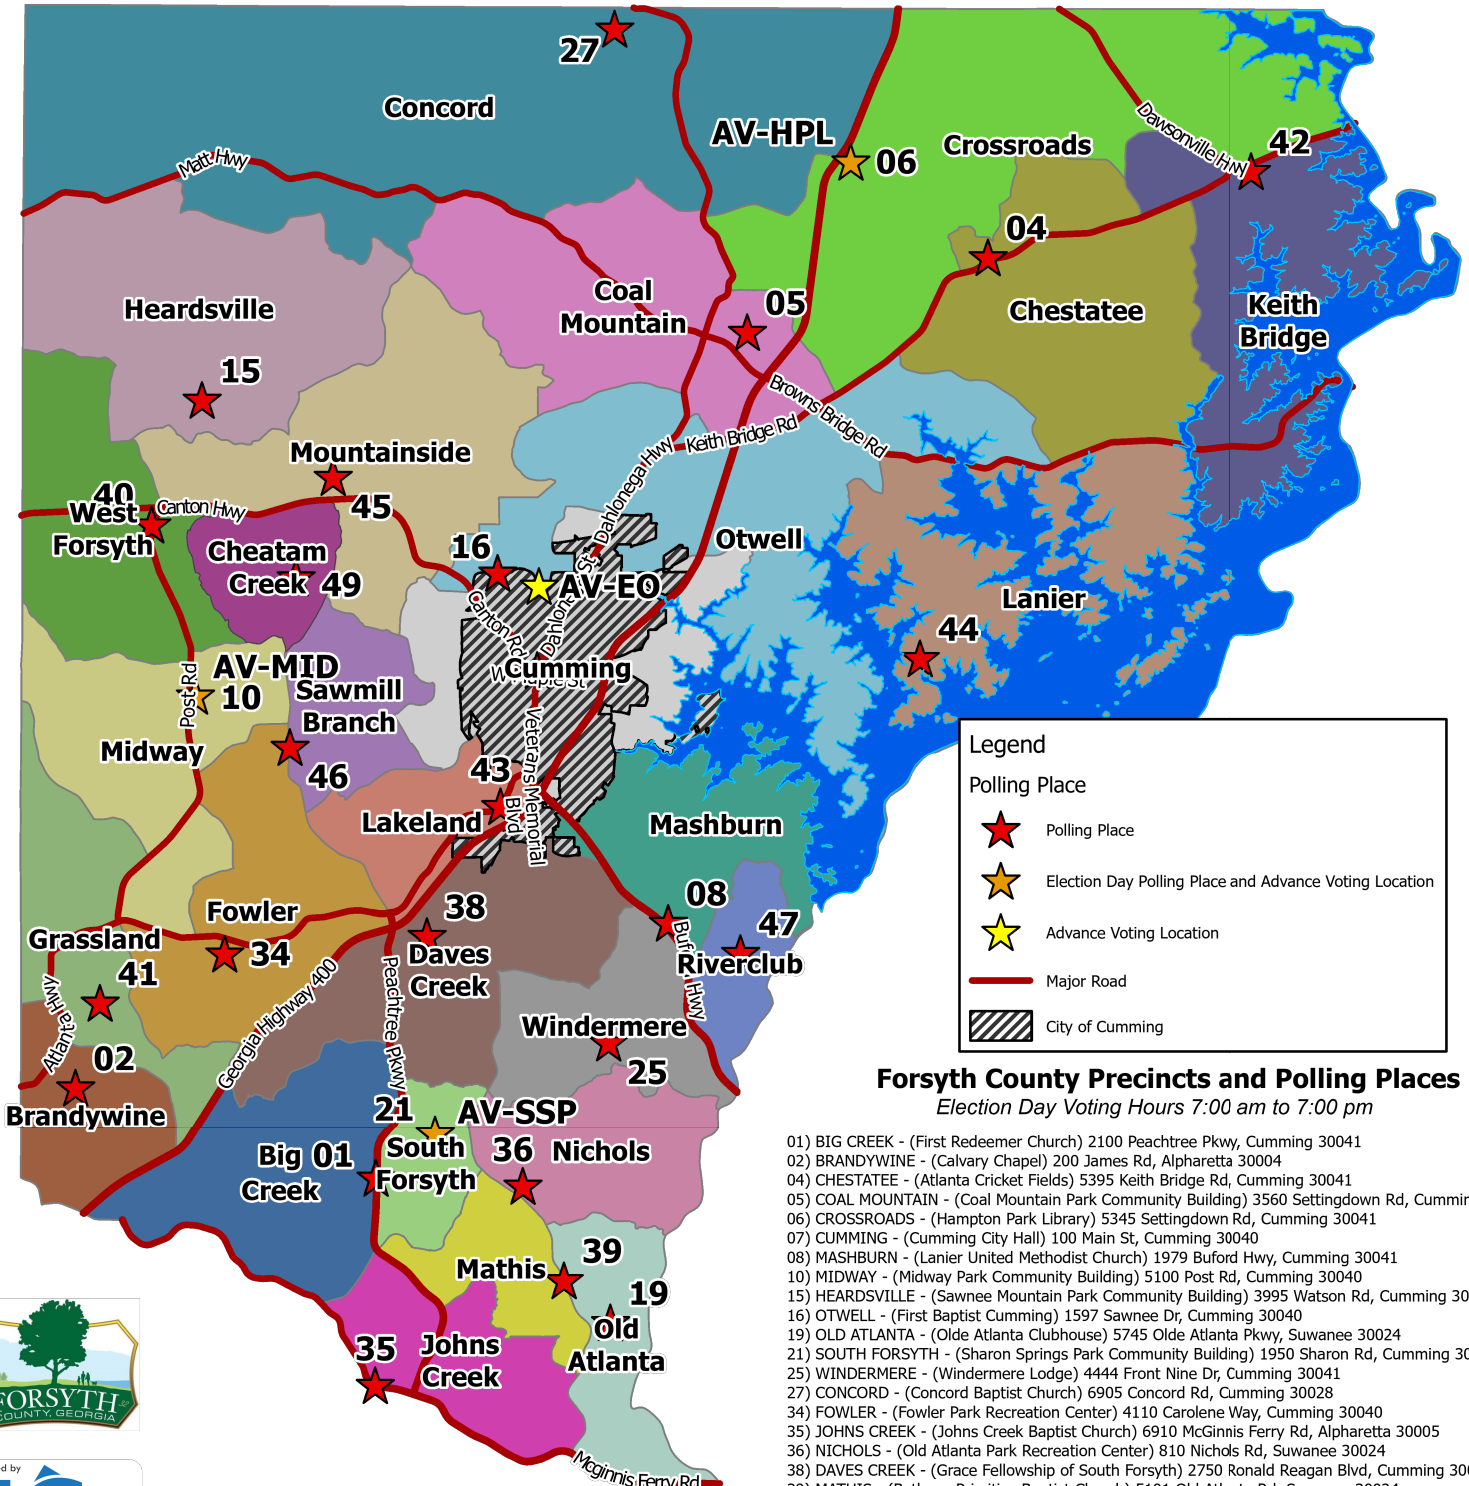 27
Concord
AV-HPL
06
Crossroads
Dawsonville Hwy
42
Matt Hwy
04
Heardsville
Coal
Mountain
05
Chestatee
Keith
Bridge
15
Browns Bridge Rd
Keith Bridge Rd
Mountainside
45
40
West
Forsyth
Canton Hwy
Cheatam
Creek
49
16
Dahlonega Hwy
Otwell
AV-EO
Canton Rd
Cumming
Lanier
44
AV-MID
10
Post Rd
Sawmill
Branch
Midway
46
43
Lakeland
Veterans Memorial
Blvd
Mashburn
Fowler
34
38
Daves
Creek
08
47
Riverclub
Grassland
41
Georgia Highway 400
Peachtree Pkwy
Windermere
25
02
Brandywine
21
AV-SSP
South
Forsyth
36
Nichols
Big
Creek
01
Mathis
39
19
Old
Atlanta
35
Johns
Creek
Mcginnis Ferry Rd
Legend
Polling Place
Polling Place
Election Day Polling Place and Advance Voting Location
Advance Voting Location
Major Road
City of Cumming
Forsyth County Precincts and Polling Places
Election Day Voting Hours 7:00 am to 7:00 pm
01) BIG CREEK - (First Redeemer Church) 2100 Peachtree Pkwy, Cumming 30041
02) BRANDYWINE - (Calvary Chapel) 200 James Rd, Alpharetta 30004
04) CHESTATEE - (Atlanta Cricket Fields) 5395 Keith Bridge Rd, Cumming 30041
05) COAL MOUNTAIN - (Coal Mountain Park Community Building) 3560 Settingdown Rd,
06) CROSSROADS - (Hampton Park Library) 5345 Settingdown Rd, Cumming 30041
07) CUMMING - (Cumming City Hall) 100 Main St, Cumming 30040
08) MASHBURN - (Lanier United Methodist Church) 1979 Buford Hwy, Cumming 30041
10) MIDWAY - (Midway Park Community Building) 5100 Post Rd, Cumming 30040
15) HEARDSVILLE - (Sawnee Mountain Park Community Building) 3995 Watson Rd, Cumming
16) OTWELL - (First Baptist Cumming) 1597 Sawnee Dr, Cumming 30040
19) OLD ATLANTA - (Olde Atlanta Clubhouse) 5745 Olde Atlanta Pkwy, Suwanee 30024
21) SOUTH FORSYTH - (Sharon Springs Park Community Building) 1950 Sharon Rd, Cumming
25) WINDERMERE - (Windermere Lodge) 4444 Front Nine Dr, Cumming 30041
27) CONCORD - (Concord Baptist Church) 6905 Concord Rd, Cumming 30028
34) FOWLER - (Fowler Park Recreation Center) 4110 Carolene Way, Cumming 30040
35) JOHNS CREEK - (Johns Creek Baptist Church) 6910 McGinnis Ferry Rd, Alpharetta 30005
36) NICHOLS - (Old Atlanta Park Recreation Center) 810 Nichols Rd, Suwanee 30024
38) DAVES CREEK - (Grace Fellowship of South Forsyth) 2750 Ronald Reagan Blvd, Cumming
FORSYTH
COUNTY, GEORGIA
by